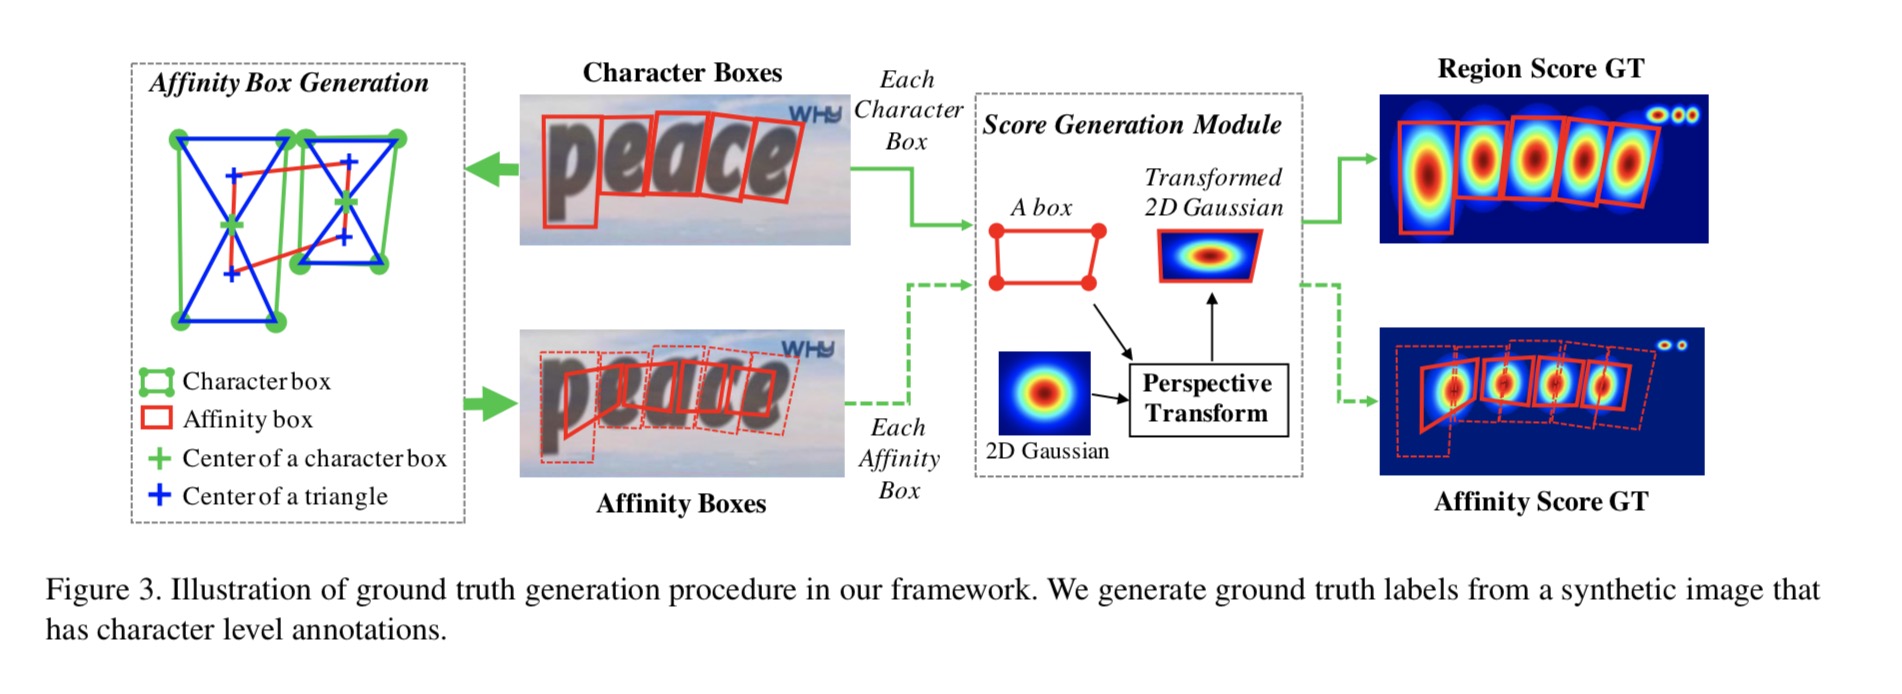 Affinity Box Generation
Character box
Affinity box
Center of a character box
Center of a triangle
Character Boxes
WHY
peace
Each
Character
Box
WHY
peace
Affinity Boxes
Each
Affinity
Box
Score Generation Module
A box
Transformed
2D Gaussian
2D Gaussian
Perspective
Transform
Region Score GT
Affinity Score GT
Figure 3. Illustration of ground truth generation procedure in our framework. We generate ground truth labels from a synthetic image that
has character level annotations.